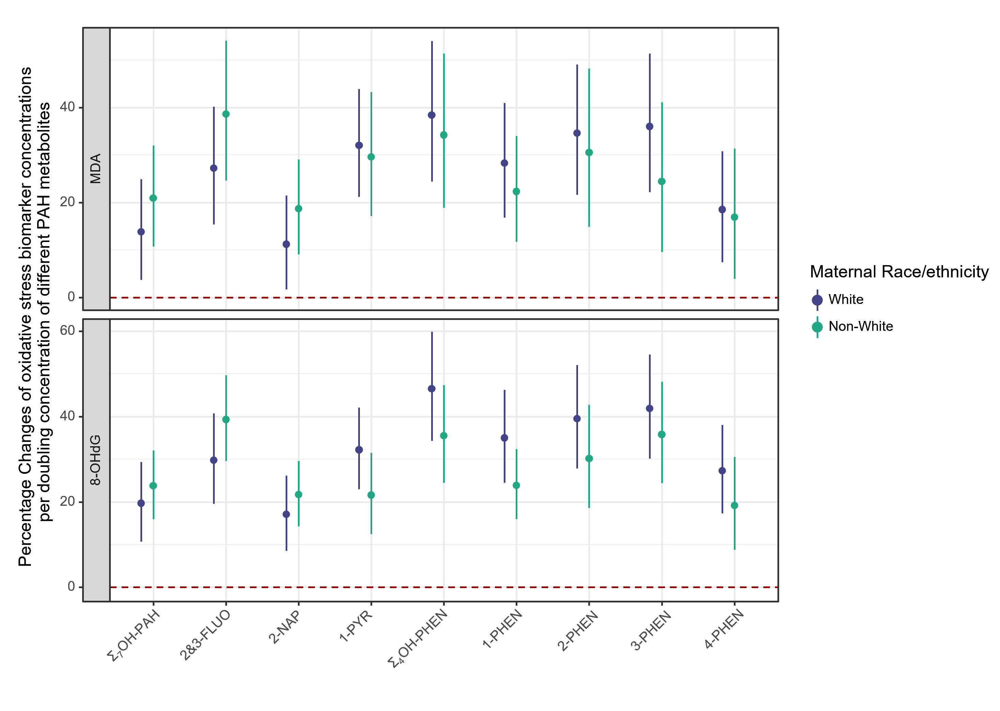 Percentage Changes of oxidative stress biomarker concentrations
per doubling concentration of different PAH metabolites
MDA
40
20
0
8-OHdG
60
40
20
0
Σ₇OH-PAH
2&3-FLUO
2-NAP
1-PYR
Σ₄OH-PHEN
1-PHEN
2-PHEN
3-PHEN
4-PHEN
Maternal Race/ethnicity
White
Non-White